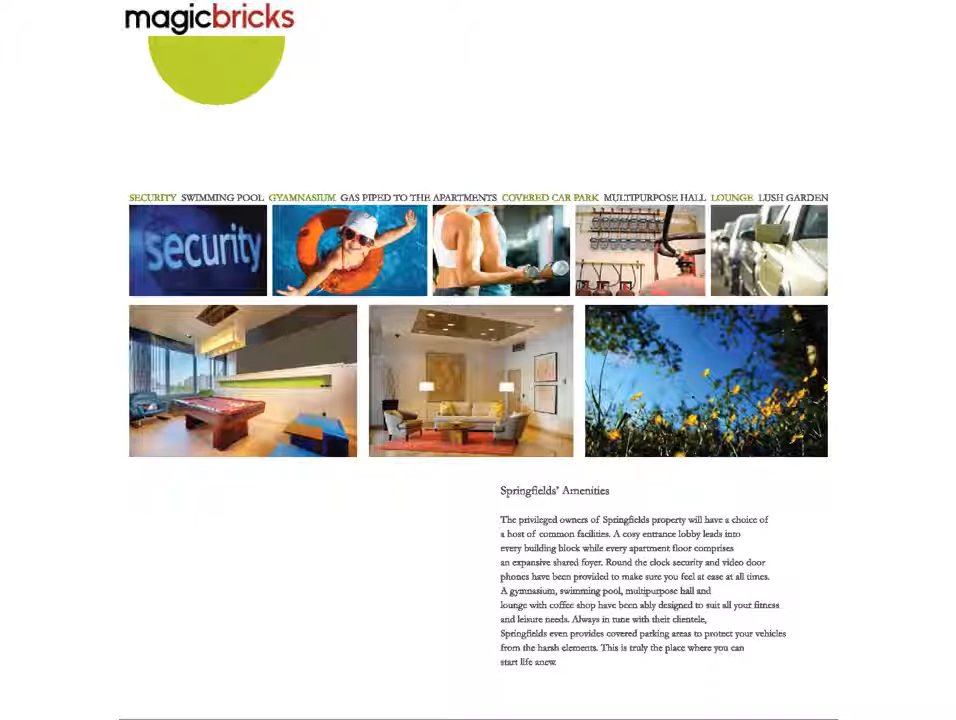 magicbricks
SECURITY SWIMMING POOL GYAMNASIUM GAS PIPED TO THE APARTMENTS COVERED CAR PARK MULTIPURPOSE HALL LOUNGE LUSH GARDEN
security
Springfields' Amenities
The privileged owners of Springfields property will have a choice of
a host of common facilities. A cosy entrance lobby leads into
every building block while every apartment floor comprises
an expansive shared foyer. Round the clock security and video door
phones have been provided to make sure you feel at ease at all times.
A gymnasium, swimming pool, multipurpose hall and
lounge with coffee shop have been ably designed to suit all your fitness
and leisure needs. Always in tune with their clientele,
Springfields even provides covered parking areas to protect your vehicles
from the harsh elements. This is truly the place where you can
start life anew.